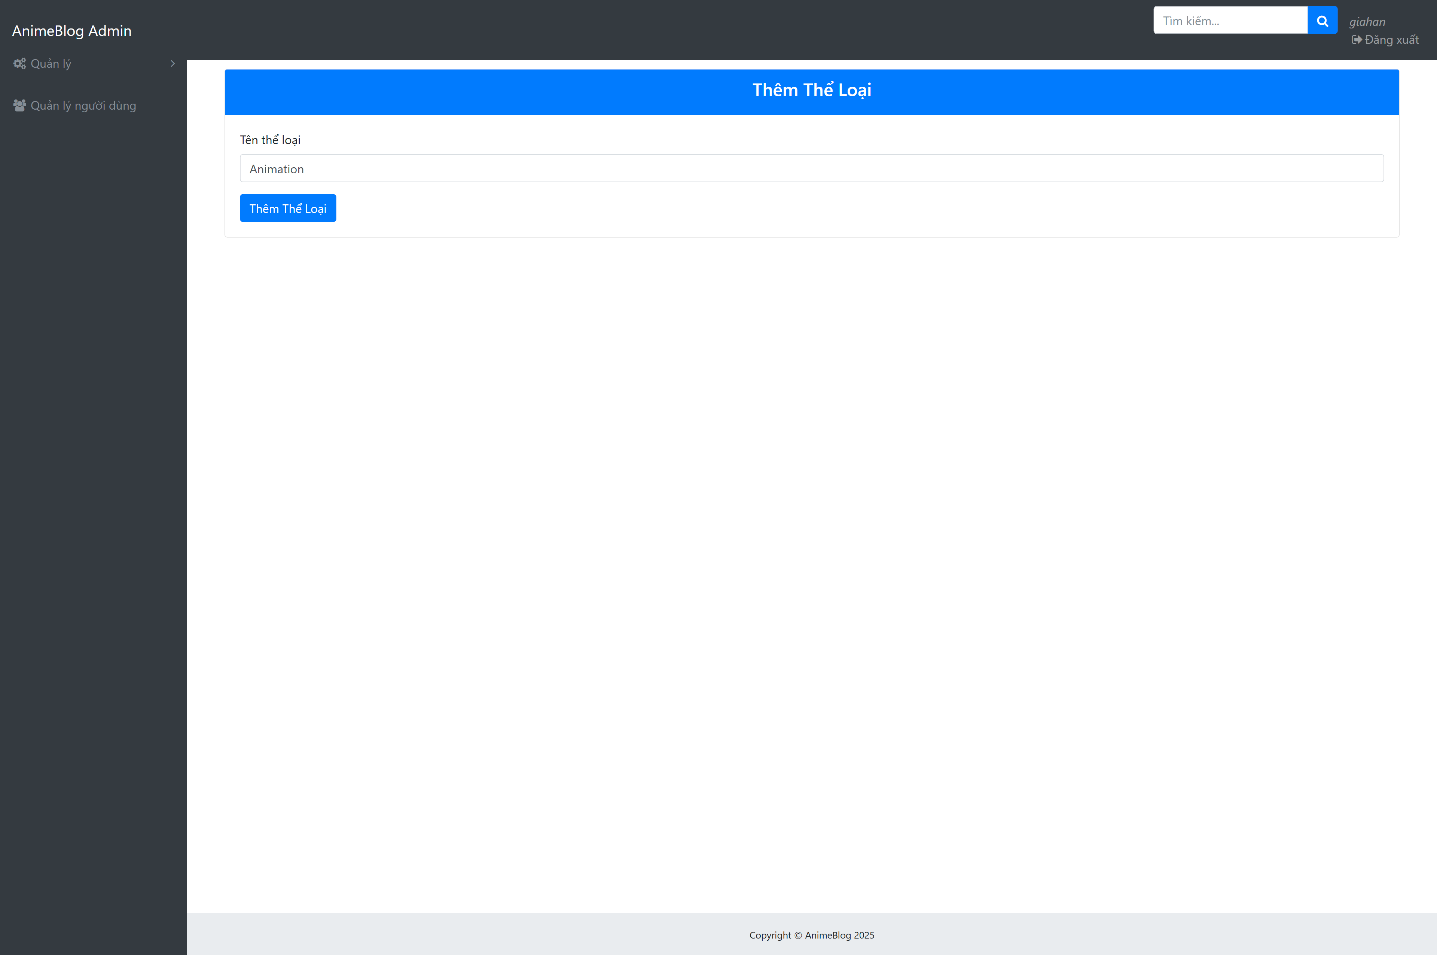 AnimeBlog Admin
Tìm kiếm...
giahan
Đăng xuất
Quản lý
Quản lý người dùng
Thêm Thể Loại
Tên thể loại
Animation
Thêm Thể Loại
Copyright © AnimeBlog 2025